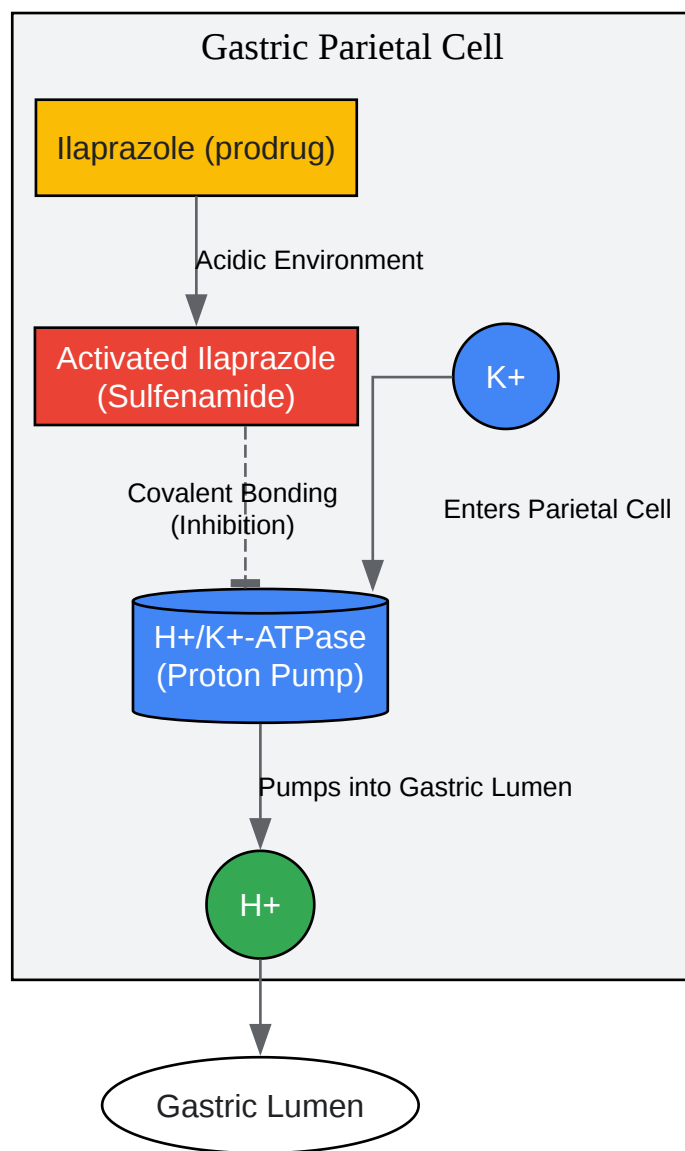 Gastric Parietal Cell
Ilaprazole (prodrug)
Acidic Environment
Activated Ilaprazole
(Sulfenamide)
K+
Covalent Bonding
(Inhibition)
Enters Parietal Cell
H+/K+-ATPase
(Proton Pump)
Pumps into Gastric Lumen
H+
Gastric Lumen